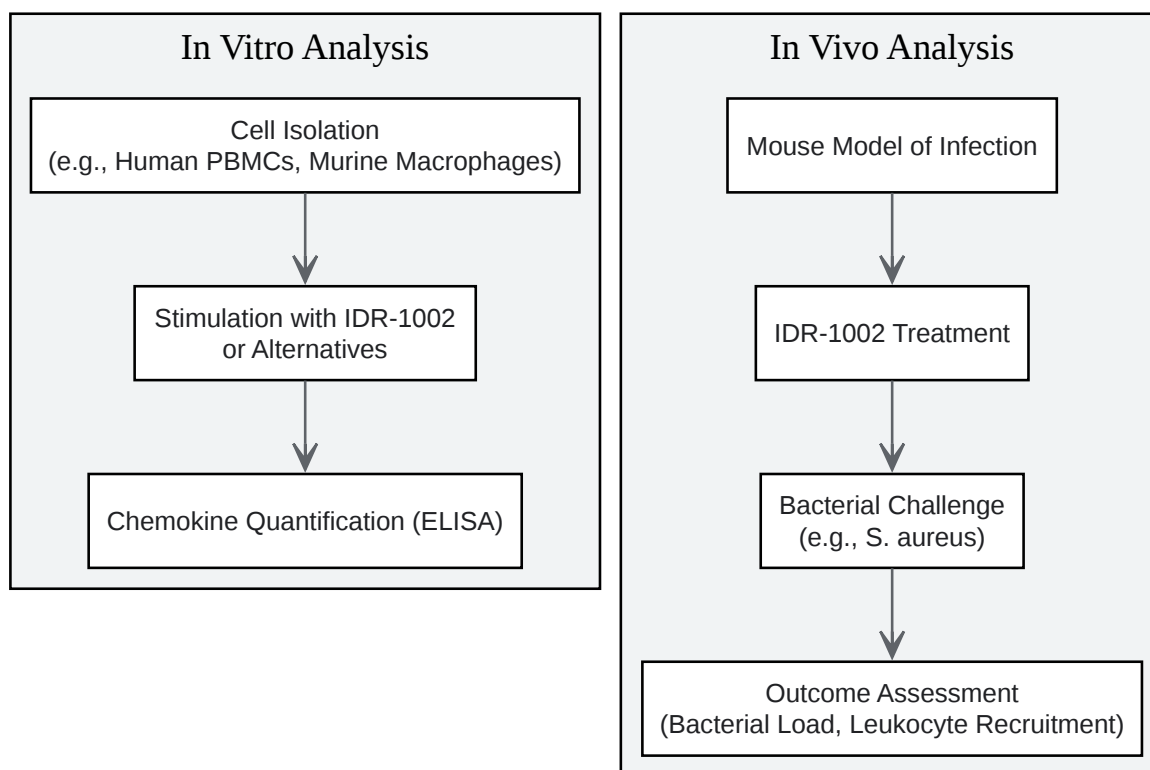 In Vitro Analysis
Cell Isolation
(e.g., Human PBMCs, Murine Macrophages)
Stimulation with IDR-1002
or Alternatives
Chemokine Quantification (ELISA)
In Vivo Analysis
Mouse Model of Infection
IDR-1002 Treatment
Bacterial Challenge
(e.g., S. aureus)
Outcome Assessment
(Bacterial Load, Leukocyte Recruitment)